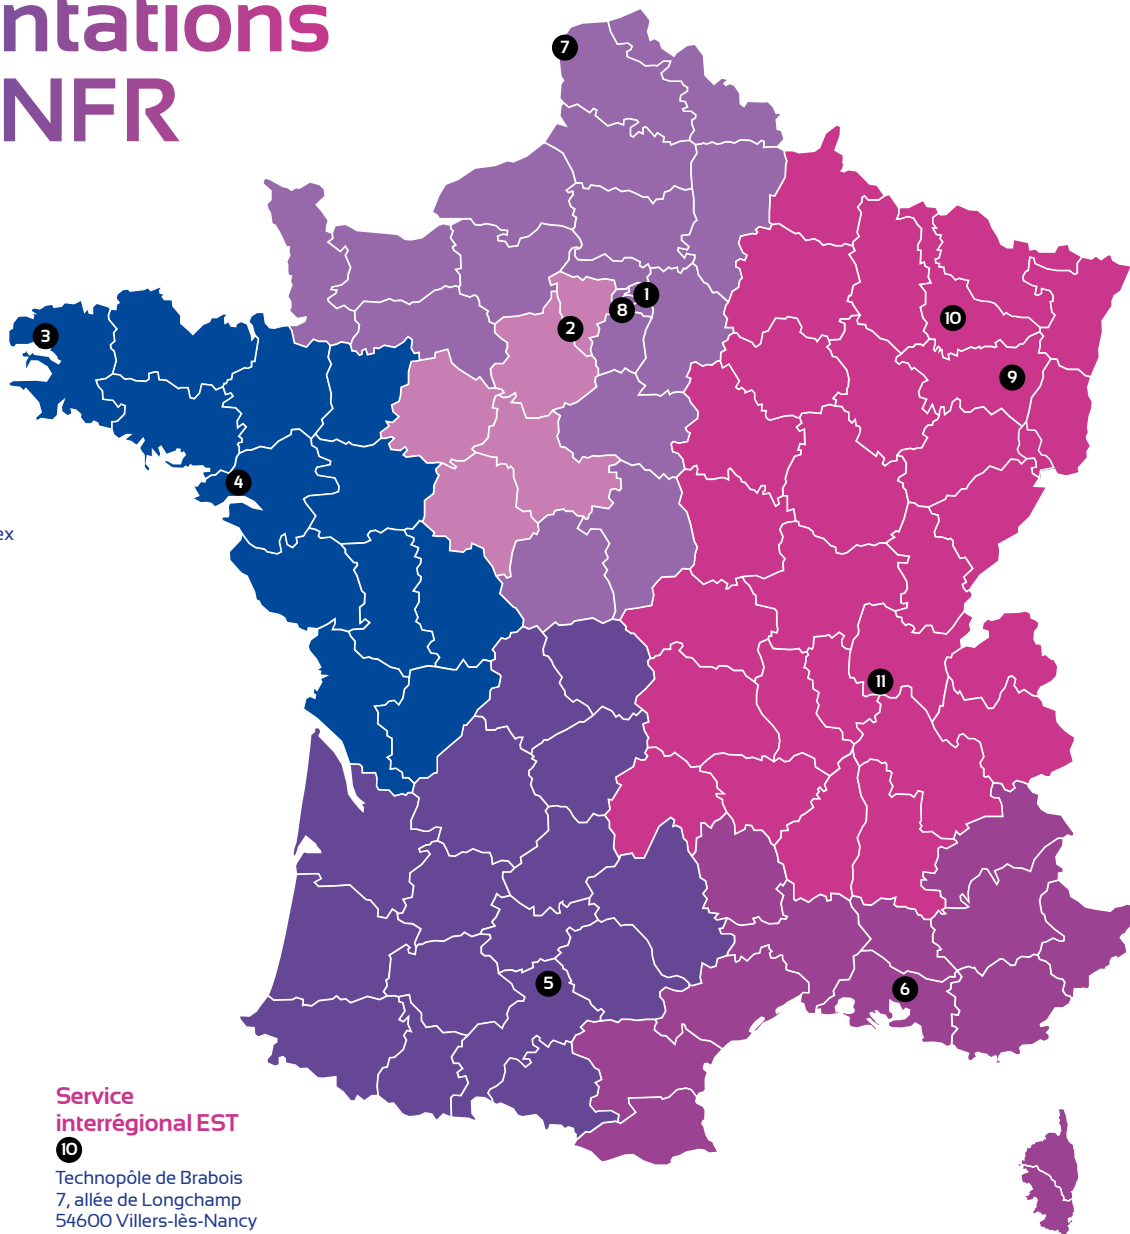 ntations
NFR
7
1
8
2
3
10
9
4
ex
11
5
6
Service
interrégional EST
10
Technopôle de Brabois
7, allée de Longchamp
54600 Villers-lès-Nancy